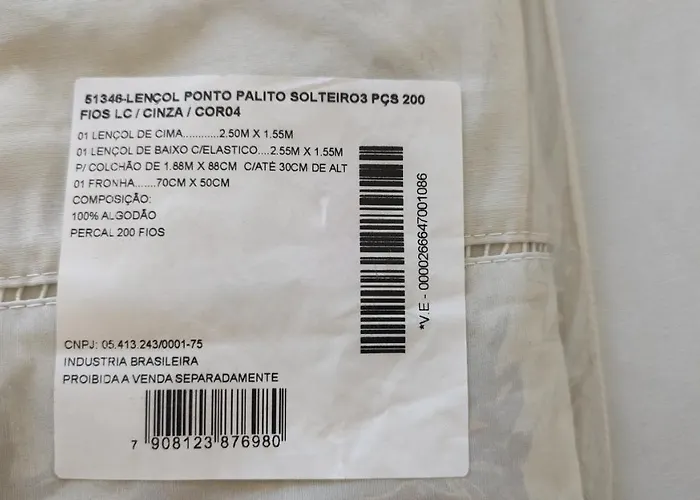 51346-LENÇOL PONTO PALITO SOLTEIRO3 PÇS 200
FIOS LC / CINZA / COR04
01 LENÇOL DE CIMA............2.50M X 1.55M
01 LENÇOL DE BAIXO C/ELASTICO....2.55M X 1.55M
P/ COLCHÃO DE 1.88M X 88CM C/ATÉ 30CM DE ALT
01 FRONHA.......70CM X 50CM
COMPOSIÇÃO:
100% ALGODÃO
PERCAL 200 FIOS
*V.E - 0000266647001086
CNPJ: 05.413.243/0001-75
INDUSTRIA BRASILEIRA
PROIBIDA A VENDA SEPARADAMENTE
7 908123 876980